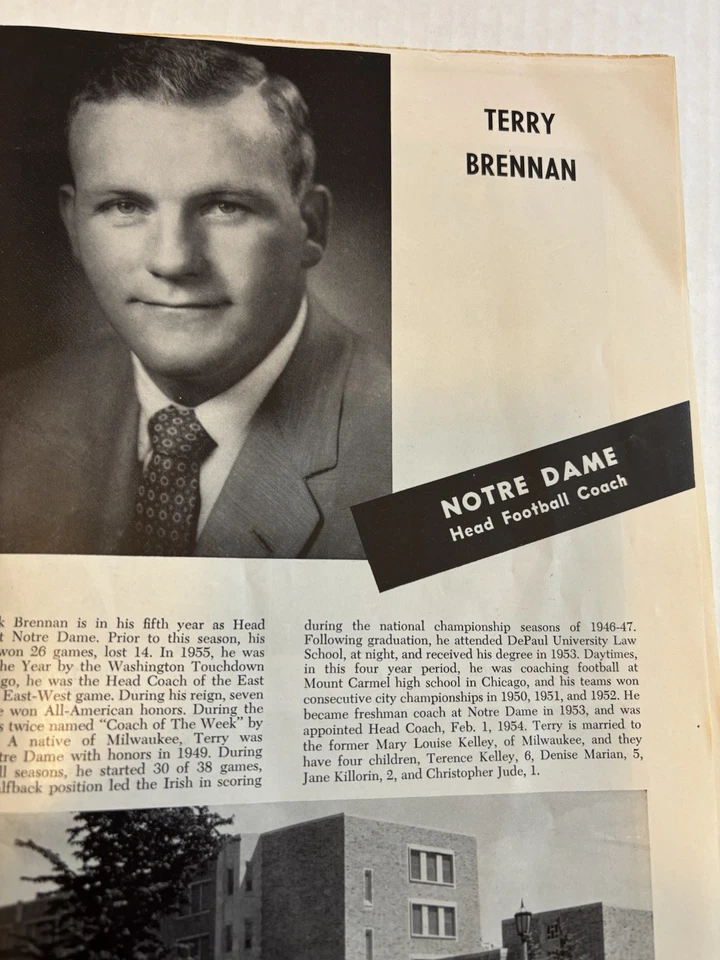 TERRY
BRENNAN
NOTRE DAME
Head Football Coach
Brennan is in his fifth year as Head
Notre Dame. Prior to this season, his
won 26 games, lost 14. In 1955, he was
Year by the Washington Touchdown
he was the Head Coach of the East
East-West game. During his reign, seven
won All-American honors. During the
twice named “Coach of The Week” by
A native of Milwaukee, Terry was
Dame with honors in 1949. During
seasons, he started 30 of 38 games,
position led the Irish in scoring
during the national championship seasons of 1946-47.
Following graduation, he attended DePaul University Law
School, at night, and received his degree in 1953. Daytimes,
in this four year period, he was coaching football at
Mount Carmel high school in Chicago, and his teams won
consecutive city championships in 1950, 1951, and 1952. He
became freshman coach at Notre Dame in 1953, and was
appointed Head Coach, Feb. 1, 1954. Terry is married to
the former Mary Louise Kelley, of Milwaukee, and they
have four children, Terence Kelley, 6, Denise Marian, 5,
Jane Killorin, 2, and Christopher Jude, 1.